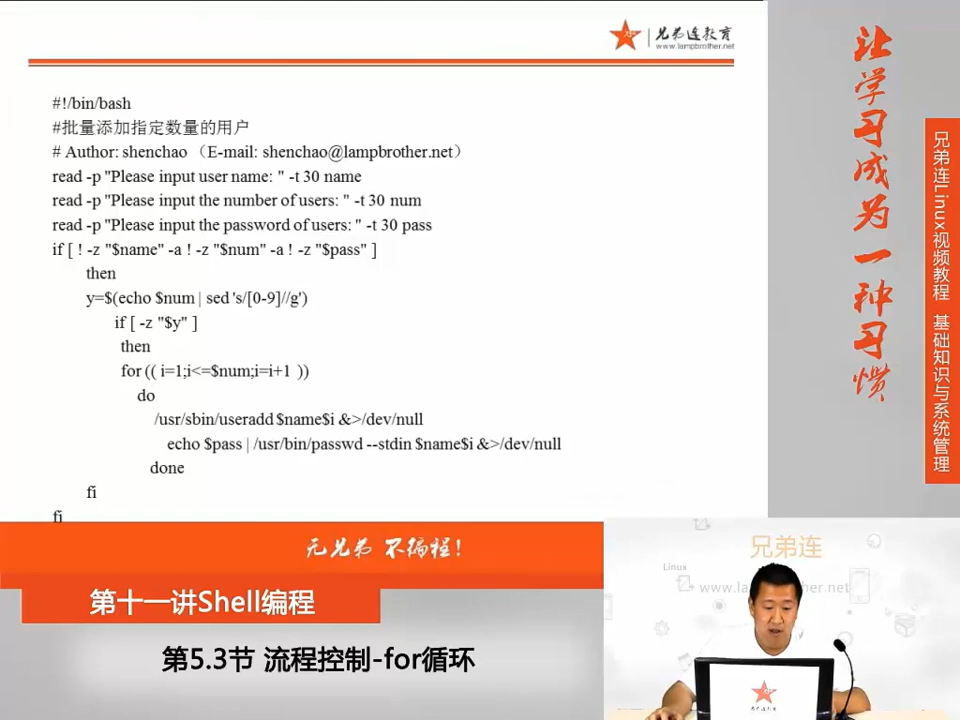 兄弟连教育
www.lampbrother.net
#!/bin/bash
#批量添加指定数量的用户
# Author: shenchao （E-mail: shenchao@lampbrother.net）
read -p "Please input user name: " -t 30 name
read -p "Please input the number of users: " -t 30 num
read -p "Please input the password of users: " -t 30 pass
if [ ! -z "$name" -a ! -z "$num" -a ! -z "$pass" ]
then
y=$(echo $num | sed 's/[0-9]//g')
if [ -z "$y" ]
then
for (( i=1;i<=$num;i=i+1 ))
do
/usr/sbin/useradd $name$i &>/dev/null
echo $pass | /usr/bin/passwd --stdin $name$i &>/dev/null
done
fi
fi
无兄弟 不编程!
第十一讲Shell编程
第5.3节 流程控制-for循环
让学习成为一种习惯
兄弟连Linux视频教程 基础知识与系统管理
兄弟连
Linux